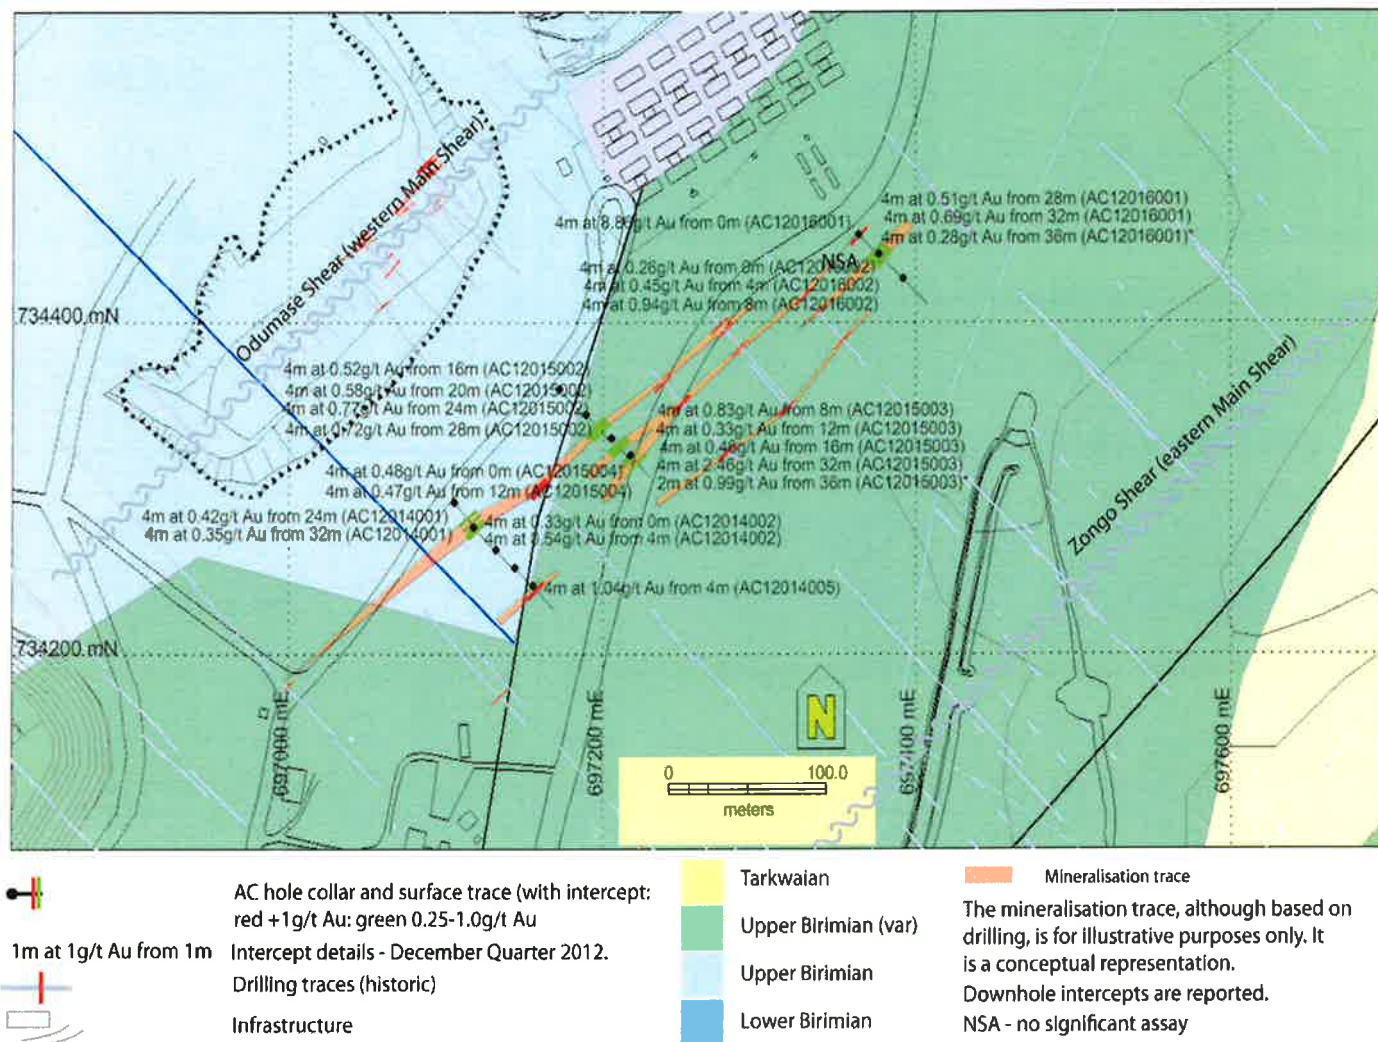 Odumase Shear (western Main Shear)
4m at 0.51g/t Au from 28m (AC12016001)
4m at 0.69g/t Au from 32m (AC12016001)
4m at 0.28g/t Au from 36m (AC12016001)*
4m at 8.86g/t Au from 0m (AC12016001)
NSA
4m at 0.26g/t Au from 0m (AC12016002)
4m at 0.45g/t Au from 4m (AC12016002)
4m at 0.94g/t Au from 8m (AC12016002)
734400 mN
4m at 0.52g/t Au from 16m (AC12015002)
4m at 0.58g/t Au from 20m (AC12015002)
4m at 0.77g/t Au from 24m (AC12015002)
4m at 0.72g/t Au from 28m (AC12015002)
4m at 0.83g/t Au from 8m (AC12015003)
4m at 0.33g/t Au from 12m (AC12015003)
4m at 0.46g/t Au from 16m (AC12015003)
4m at 2.46g/t Au from 32m (AC12015003)
2m at 0.99g/t Au from 36m (AC12015003)*
Zongo Shear (eastern Main Shear)
4m at 0.48g/t Au from 0m (AC12015004)
4m at 0.47g/t Au from 12m (AC12015004)
4m at 0.42g/t Au from 24m (AC12014001)
4m at 0.35g/t Au from 32m (AC12014001)
4m at 0.33g/t Au from 0m (AC12014002)
4m at Au from 4m (AC12014002)
4m at 1.04g/t Au from 4m (AC12014005)
734200 mN
697000 mE
697200 mE
mE
697600 mE
N
0 100.0
meters
AC hole collar and surface trace (with intercept:
red +1g/t Au: green 0.25-1.0g/t Au
1m at 1g/t Au from 1m Intercept details - December Quarter 2012.
Drilling traces (historic)
Infrastructure
Tarkwaian
Upper Birimian (var)
Upper Birimian
Lower Birimian
Mineralisation trace
The mineralisation trace, although based on
drilling, is for illustrative purposes only. It
is a conceptual representation.
Downhole intercepts are reported.
NSA - no significant assay